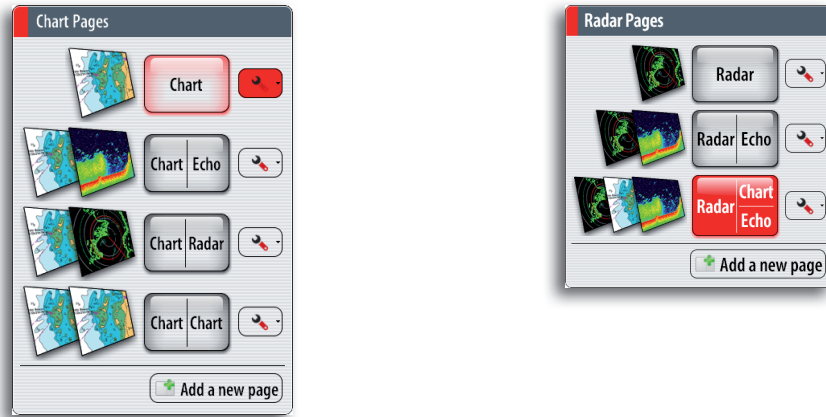 Chart Pages
Chart
Chart Echo
Chart Radar
Chart Chart
Add a new page
Radar Pages
Radar
Radar Echo
Radar Chart Echo
Add a new page